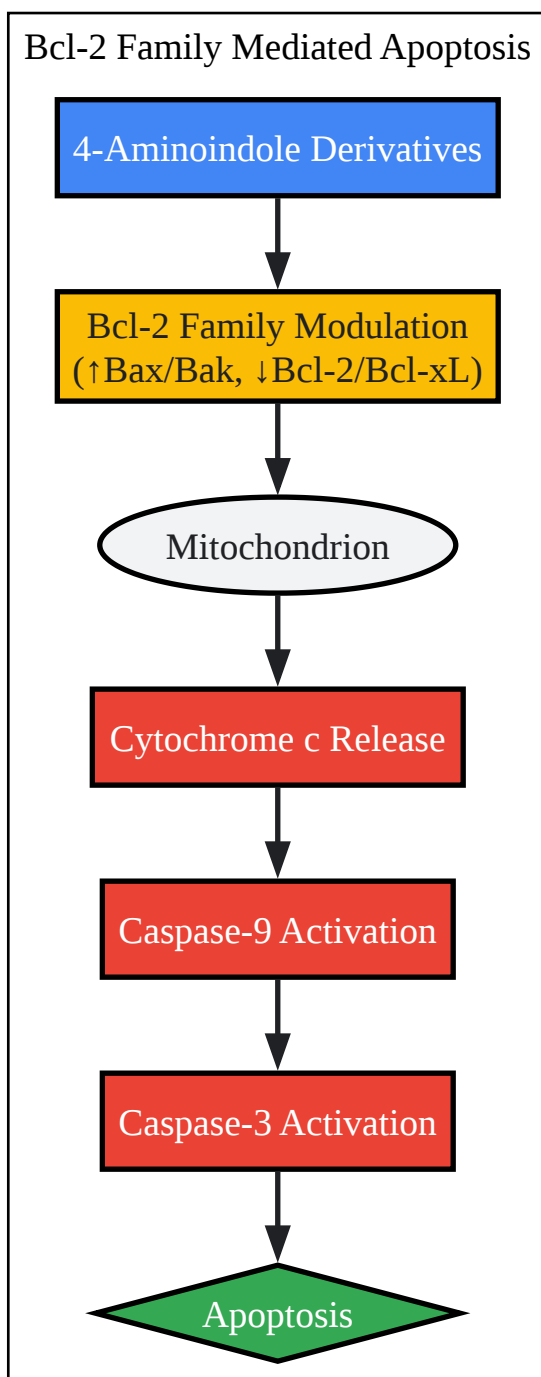 Bcl-2 Family Mediated Apoptosis
4-Aminoindole Derivatives
Bcl-2 Family Modulation
(↑Bax/Bak, ↓Bcl-2/Bcl-xL)
Mitochondrion
Cytochrome c Release
Caspase-9 Activation
Caspase-3 Activation
Apoptosis